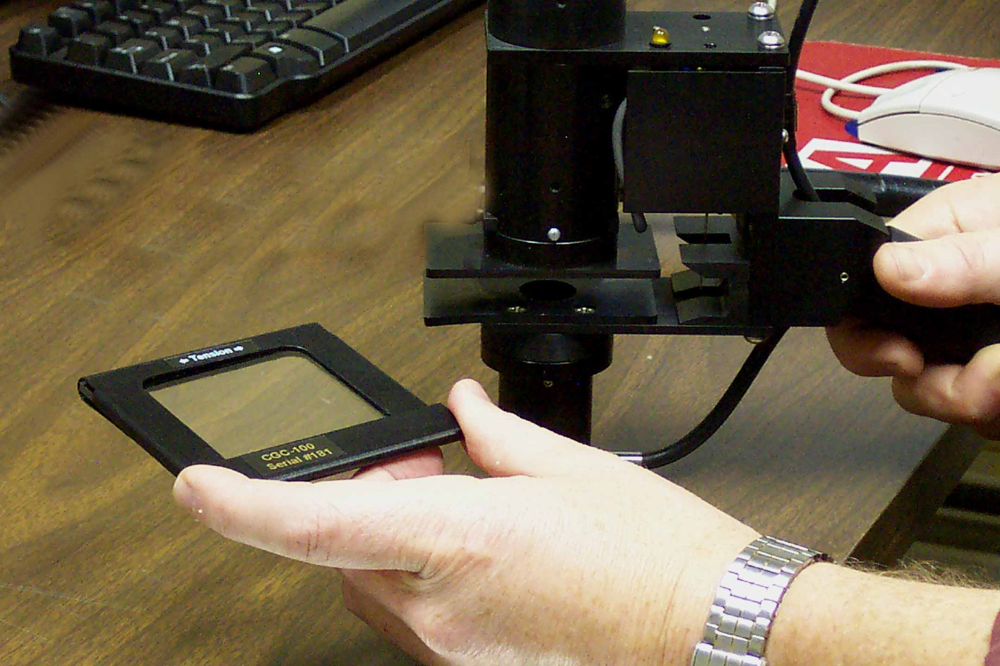 ← Tension →
CGC-100
Serial #181